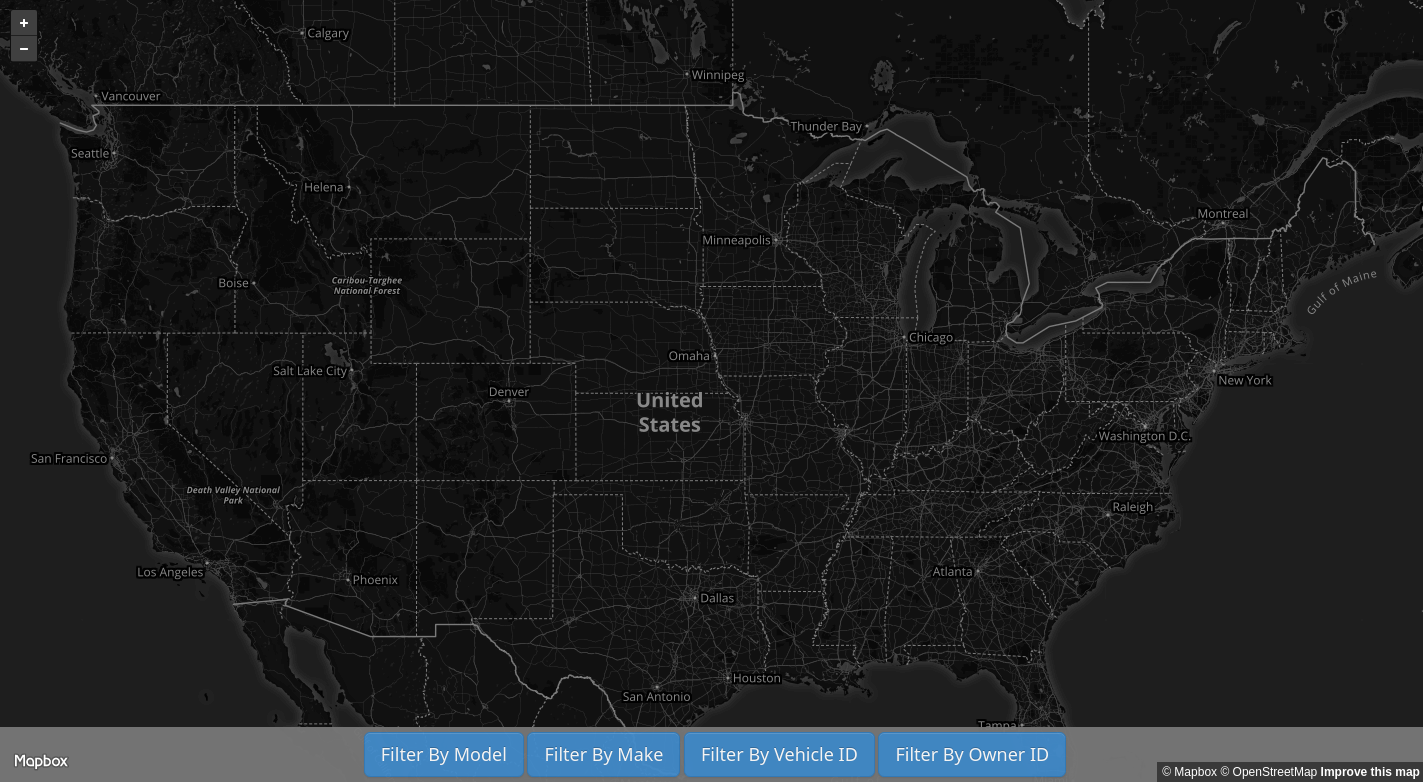 +
−
Calgary
Winnipeg
Vancouver
Thunder Bay
Seattle
Helena
Montreal
Minneapolis
Boise
Caribou-Targhee
National Forest
Gulf of Maine
Chicago
Omaha
Salt Lake City
New York
Denver
United
States
Washington D.C.
San Francisco
Death Valley National
Park
Raleigh
Los Angeles
Phoenix
Atlanta
Dallas
Houston
San Antonio
Tampa
Filter By Model
Filter By Make
Filter By Vehicle ID
Filter By Owner ID
Mapbox
© Mapbox © OpenStreetMap Improve this map